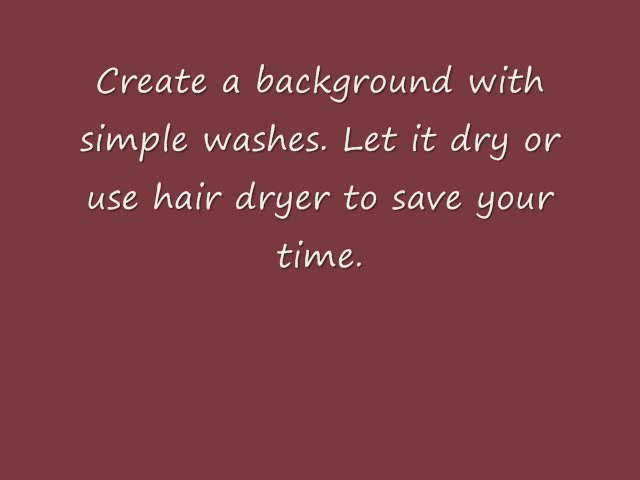 Create a background with
simple washes. Let it dry or
use hair dryer to save your
time.